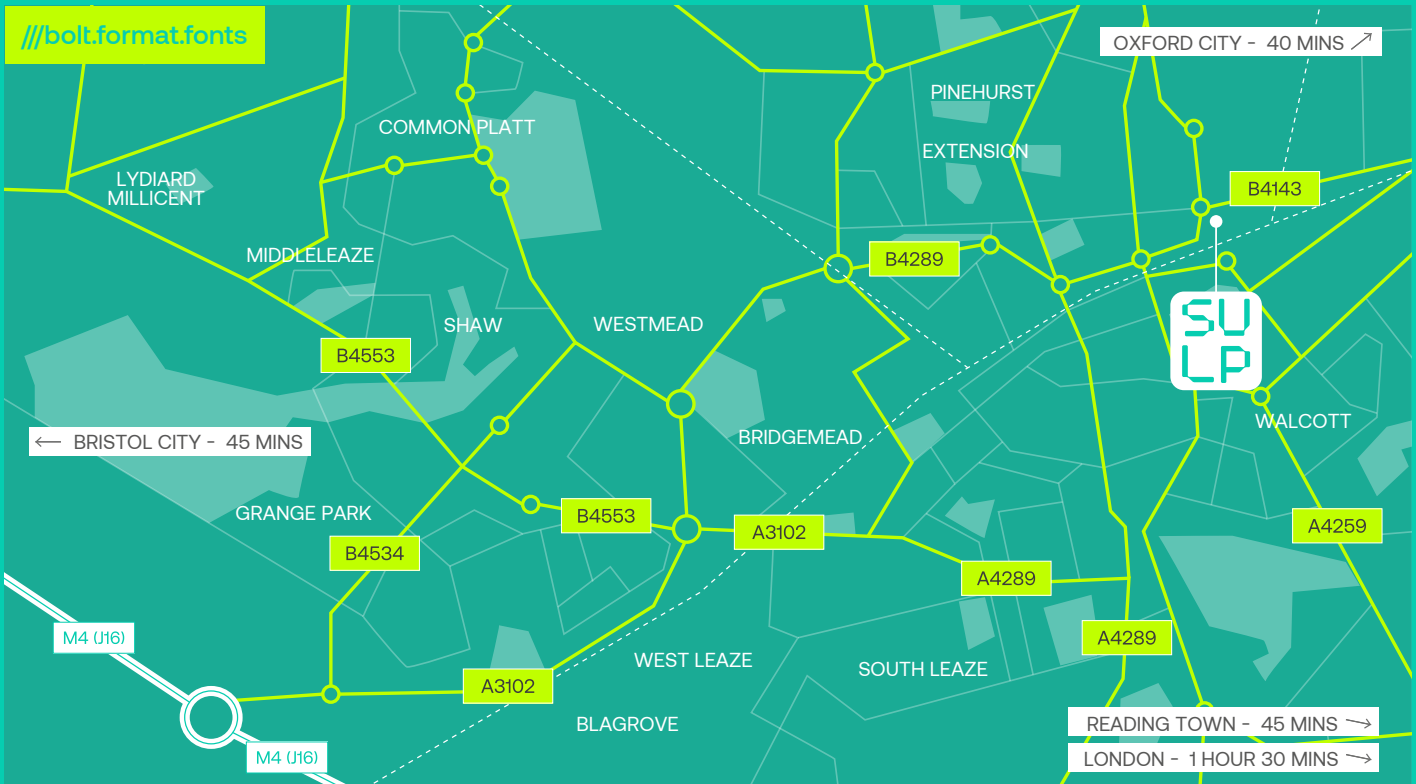 ///bolt.format.fonts
OXFORD CITY - 40 MINS
PINEHURST
COMMON PLATT
EXTENSION
LYDIARD
MILLICENT
B4143
MIDDLELEAZE
B4289
SHAW
WESTMEAD
SU
LP
B4553
WALCOTT
BRISTOL CITY - 45 MINS
BRIDGEMEAD
GRANGE PARK
B4553
A3102
A4259
B4534
A4289
M4 (J16)
A4289
WEST LEAZE
SOUTH LEAZE
A3102
BLAGROVE
READING TOWN - 45 MINS
M4 (J16)
LONDON - 1 HOUR 30 MINS